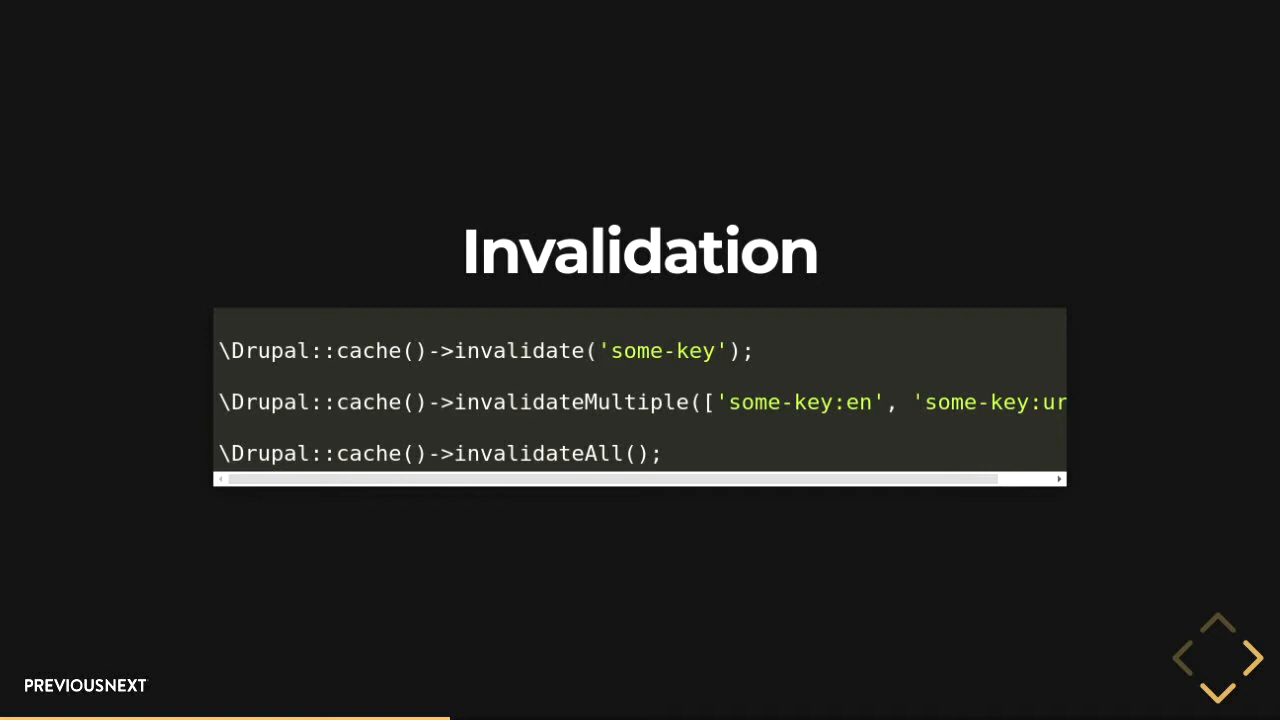 Invalidation
\Drupal::cache()->invalidate('some-key');
\Drupal::cache()->invalidateMultiple(['some-key:en', 'some-key:ur
\Drupal::cache()->invalidateAll();
PREVIOUSNEXT